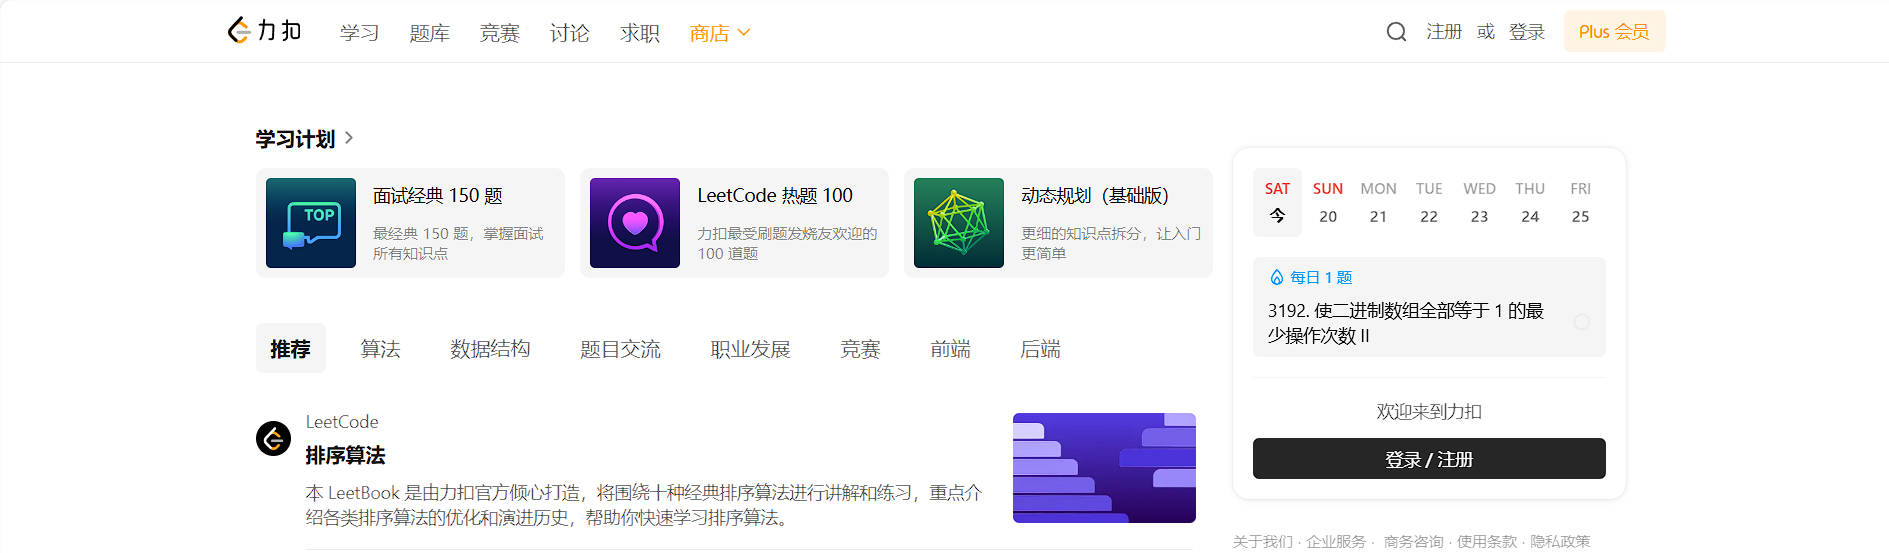 力扣 学习 题库 竞赛 讨论 求职 商店 注册 或 登录 Plus 会员
学习计划
TOP
面试经典 150 题
最经典 150 题，掌握面试
所有知识点
LeetCode 热题 100
力扣最受刷题发烧友欢迎的
100 道题
动态规划（基础版）
更细的知识点拆分，让入门
更简单
推荐 算法 数据结构 题目交流 职业发展 竞赛 前端 后端
LeetCode
排序算法
本 LeetBook 是由力扣官方倾心打造，将围绕十种经典排序算法进行讲解和练习，重点介
绍各类排序算法的优化和演进历史，帮助你快速学习排序算法。
SAT SUN MON TUE WED THU FRI
今 20 21 22 23 24 25
每日 1 题
3192. 使二进制数组全部等于 1 的最
少操作次数 II
欢迎来到力扣
登录 / 注册
关于我们 · 企业服务 · 商务咨询 · 使用条款 · 隐私政策